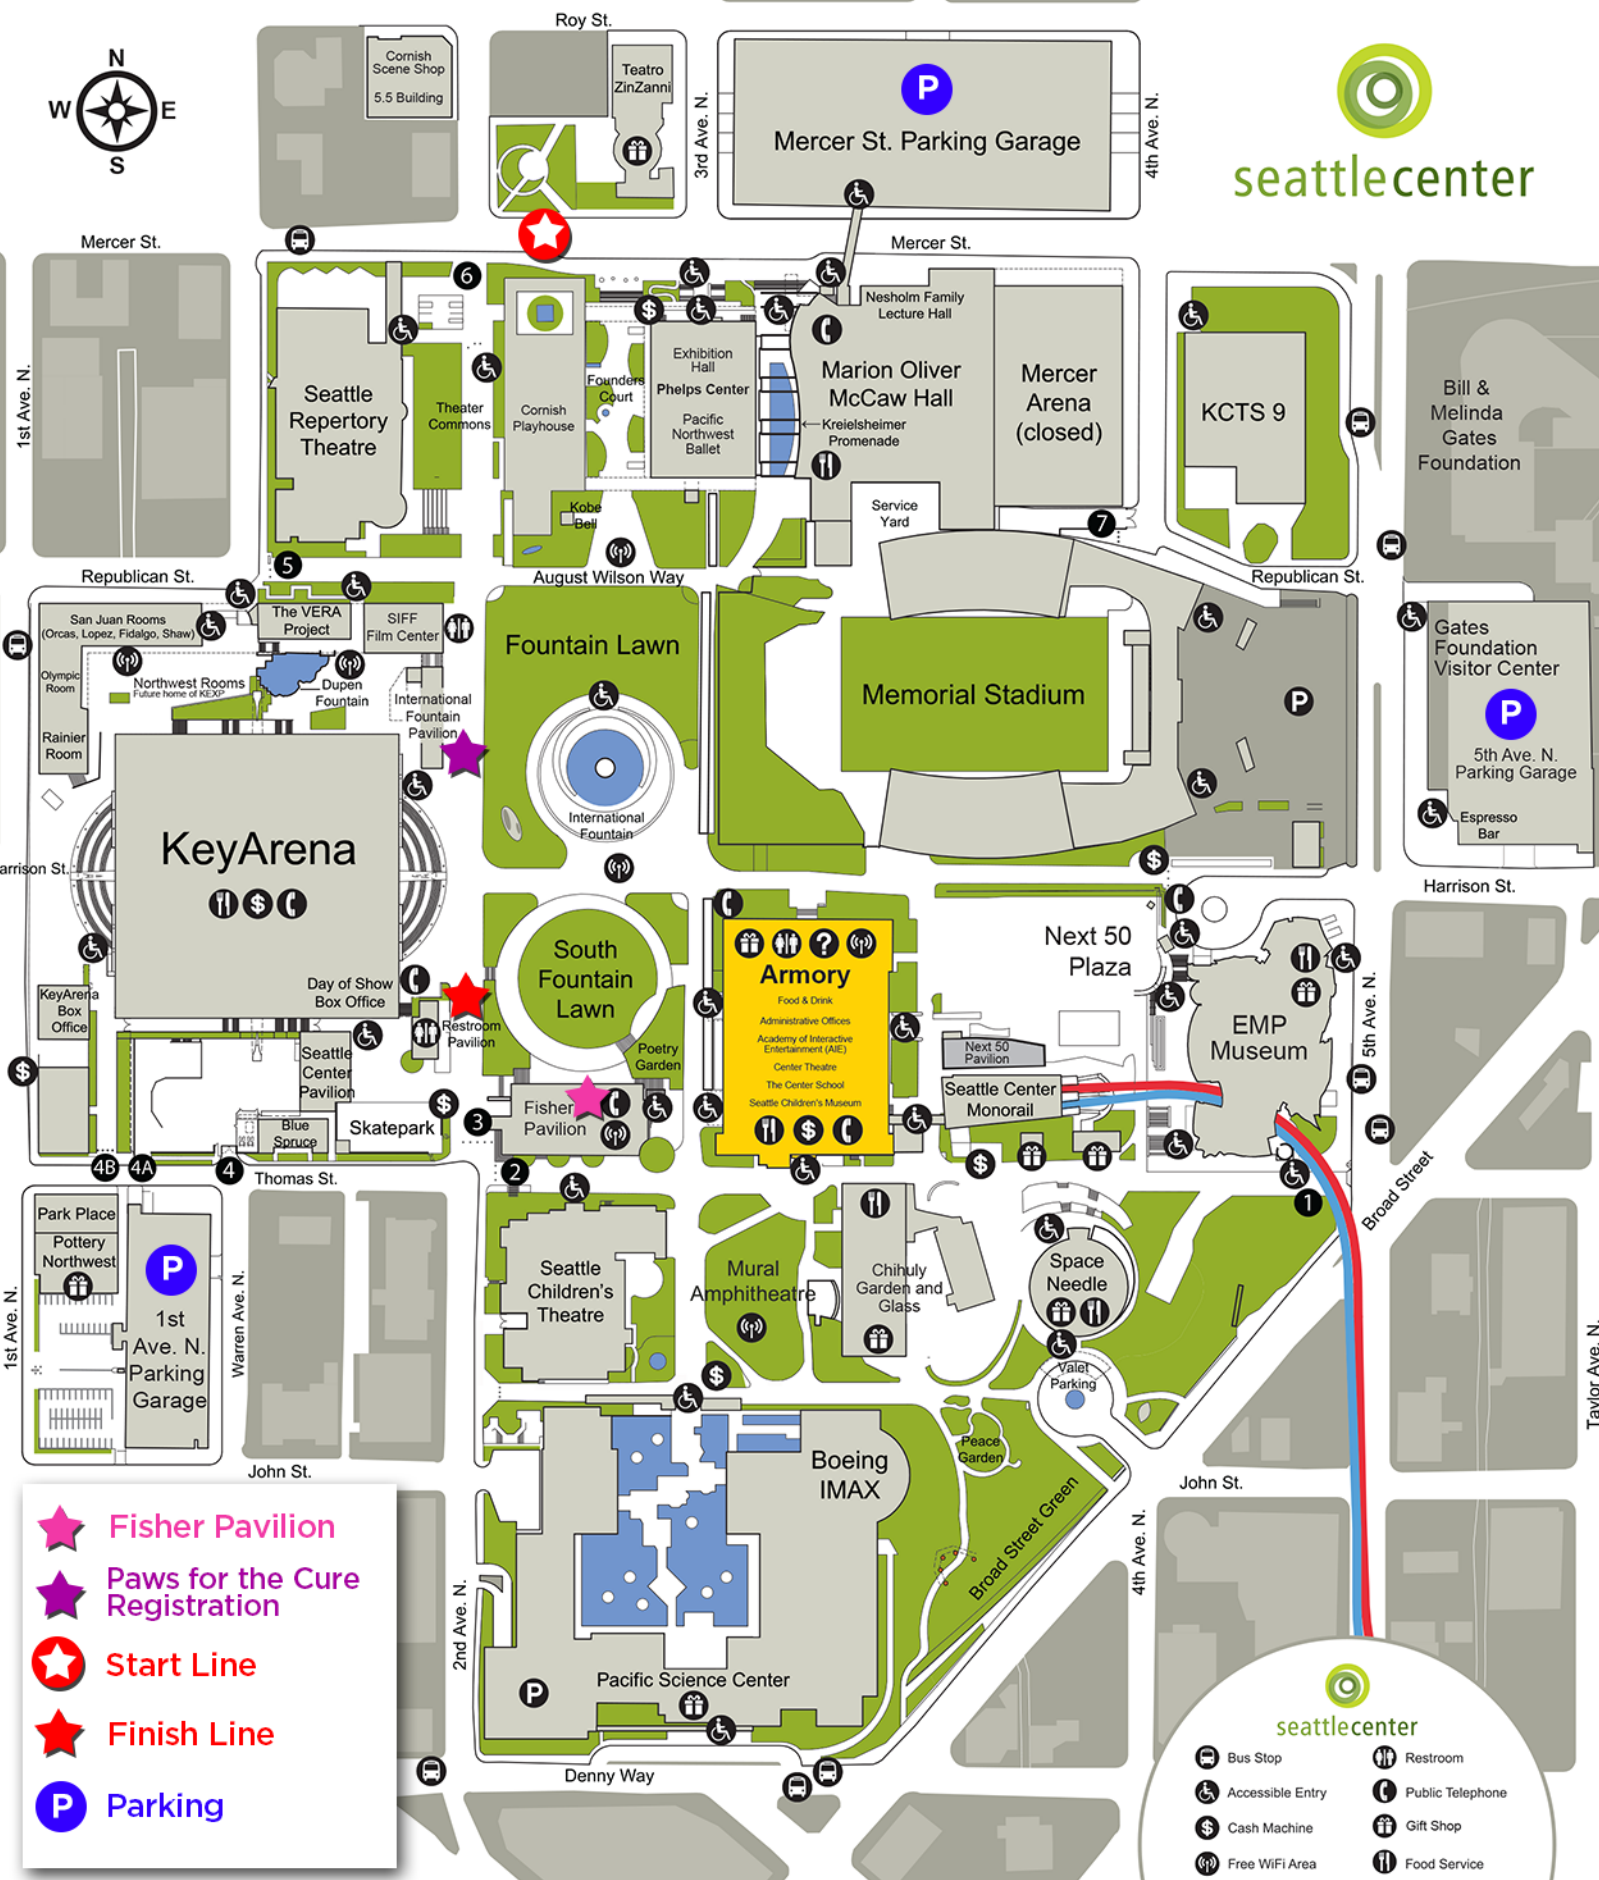 Roy St.
N
W
E
S
Cornish
Scene Shop
5.5 Building
Teatro
ZinZanni
3rd Ave. N.
P
Mercer St. Parking Garage
4th Ave. N.
seattlecenter
Mercer St.
Mercer St.
6
1st Ave. N.
Seattle
Repertory
Theatre
Theater
Commons
Cornish
Playhouse
Founders
Court
$
Exhibition
Hall
Phelps Center
Pacific
Northwest
Ballet
Nesholm Family
Lecture Hall
Marion Oliver
McCaw Hall
Kreielsheimer
Promenade
Mercer
Arena
(closed)
KCTS 9
Bill &
Melinda
Gates
Foundation
Service
Yard
7
Kobe
Bell
5
Republican St.
August Wilson Way
Republican St.
San Juan Rooms
(Orcas, Lopez, Fidalgo, Shaw)
The VERA
Project
SIFF
Film Center
Olympic
Room
Northwest Rooms
Future home of KEXP
Dupen
Fountain
International
Fountain
Pavilion
Rainier
Room
Fountain Lawn
International
Fountain
Memorial Stadium
P
Gates
Foundation
Visitor Center
P
5th Ave. N.
Parking Garage
Espresso
Bar
KeyArena
$
arrison St.
$
Harrison St.
Day of Show
Box Office
KeyArena
Box
Office
Restroom
Pavilion
South
Fountain
Lawn
Poetry
Garden
?
Armory
Food & Drink
Administrative Offices
Academy of Interactive
Entertainment (AIE)
Center Theatre
The Center School
Seattle Children's Museum
$
Next 50
Plaza
Next 50
Pavilion
Seattle Center
Monorail
EMP
Museum
5th Ave. N.
$
Seattle
Center
Pavilion
Blue
Spruce
Skatepark
$
3
Fisher
Pavilion
2
$
4B
4A
4
Thomas St.
1
Broad Street
Park Place
Pottery
Northwest
P
1st
Ave. N.
Parking
Garage
1st Ave. N.
Warren Ave. N.
Seattle
Children's
Theatre
Mural
Amphitheatre
Chihuly
Garden and
Glass
Space
Needle
Valet
Parking
Taylor Ave. N.
$
John St.
Boeing
IMAX
Peace
Garden
Broad Street Green
John St.
4th Ave. N.
2nd Ave. N.
Pacific Science Center
P
Denny Way
Fisher Pavilion
Paws for the Cure
Registration
Start Line
Finish Line
P
Parking
seattlecenter
Bus Stop
Restroom
Accessible Entry
Public Telephone
$
Cash Machine
Gift Shop
Free WiFi Area
Food Service